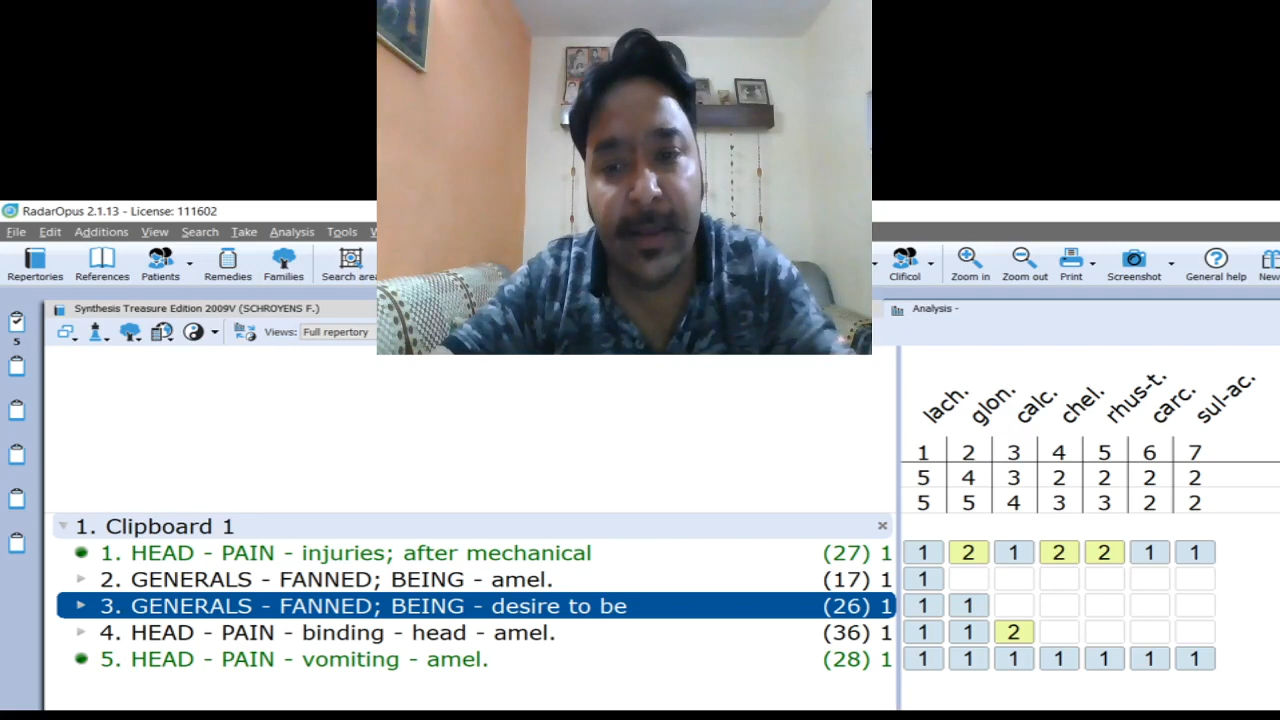 RadarOpus 2.1.13 - License: 111602
File Edit Additions View Search Take Analysis Tools W
Repertories References Patients Remedies Families Search area Clificol Zoom in Zoom out Print Screenshot General help New
Synthesis Treasure Edition 2009V (SCHROYENS F.)
Analysis -
5
Views: Full repertory
lach. glon. calc. chel. rhus-t. carc. sul-ac.
1 2 3 4 5 6 7
5 4 3 2 2 2 2
5 5 4 3 3 2 2
1. Clipboard 1
1. HEAD - PAIN - injuries; after mechanical (27) 1 1 2 1 2 2 1 1
2. GENERALS - FANNED; BEING - amel. (17) 1 1
3. GENERALS - FANNED; BEING - desire to be (26) 1 1 1
4. HEAD - PAIN - binding - head - amel. (36) 1 1 1 2
5. HEAD - PAIN - vomiting - amel. (28) 1 1 1 1 1 1 1 1